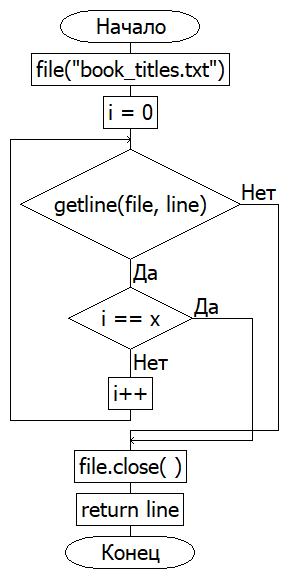 Начало
file("book_titles.txt")
i = 0
getline(file, line)
Нет
Да
i == x
Да
Нет
i++
file.close( )
return line
Конец